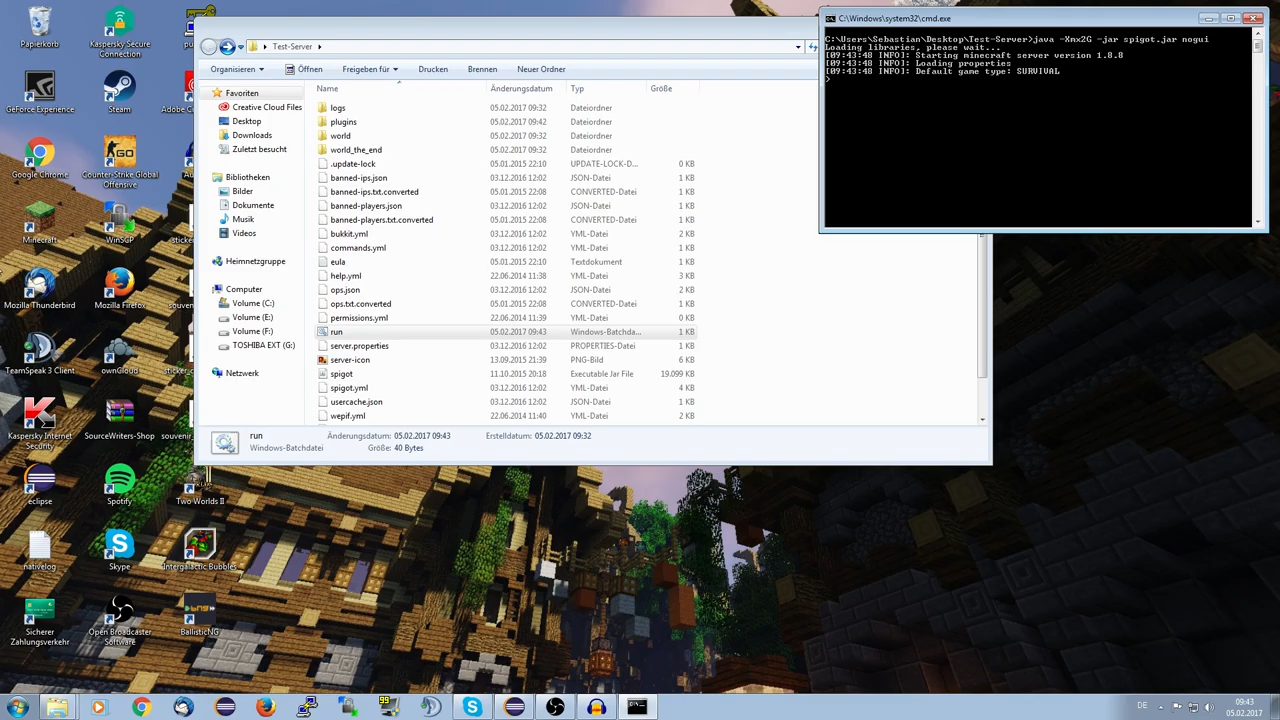 Papierkorb
Kaspersky Secure Connection
GeForce Experience
Steam
Adobe C
Google Chrome
Counter-Strike Global Offensive
Minecraft
WinSCP
Mozilla Thunderbird
Mozilla Firefox
TeamSpeak 3 Client
ownCloud
Kaspersky Internet Security
SourceWriters-Shop
eclipse
Spotify
Two Worlds II
nativelog
Skype
Intergalactic Bubbles
Sicherer Zahlungsverkehr
Open Broadcaster Software
BallisticNG
Test-Server
Organisieren
Öffnen
Freigeben für
Drucken
Brennen
Neuer Ordner
Favoriten
Creative Cloud Files
Desktop
Downloads
Zuletzt besucht
Bibliotheken
Bilder
Dokumente
Musik
Videos
Heimnetzgruppe
Computer
Volume (C:)
Volume (E:)
Volume (F:)
TOSHIBA EXT (G:)
Netzwerk
Name Änderungsdatum Typ Größe
logs 05.02.2017 09:32 Dateiordner
plugins 05.02.2017 09:42 Dateiordner
world 05.02.2017 09:32 Dateiordner
world_the_end 05.02.2017 09:32 Dateiordner
.update-lock 05.01.2015 22:10 UPDATE-LOCK-D... 0 KB
banned-ips.json 03.12.2016 12:02 JSON-Datei 1 KB
banned-ips.txt.converted 05.01.2015 22:08 CONVERTED-Datei 1 KB
banned-players.json 03.12.2016 12:02 JSON-Datei 1 KB
banned-players.txt.converted 05.01.2015 22:08 CONVERTED-Datei 1 KB
bukkit.yml 03.12.2016 12:02 YML-Datei 2 KB
commands.yml 03.12.2016 12:02 YML-Datei 1 KB
eula 05.01.2015 22:10 Textdokument 1 KB
help.yml 22.06.2014 11:38 YML-Datei 3 KB
ops.json 03.12.2016 12:02 JSON-Datei 2 KB
ops.txt.converted 05.01.2015 22:08 CONVERTED-Datei 1 KB
permissions.yml 22.06.2014 11:39 YML-Datei 0 KB
run 05.02.2017 09:43 Windows-Batchda... 1 KB
server.properties 03.12.2016 12:02 PROPERTIES-Datei 1 KB
server-icon 13.09.2015 21:39 PNG-Bild 6 KB
spigot 11.10.2015 20:18 Executable Jar File 19.099 KB
spigot.yml 03.12.2016 12:02 YML-Datei 4 KB
usercache.json 03.12.2016 12:02 JSON-Datei 1 KB
wepif.yml 22.06.2014 11:40 YML-Datei 2 KB
run Änderungsdatum: 05.02.2017 09:43 Erstelldatum: 05.02.2017 09:32
Windows-Batchdatei Größe: 40 Bytes
C:\Windows\system32\cmd.exe
C:\Users\Sebastian\Desktop\Test-Server>java -Xmx2G -jar spigot.jar nogui
Loading libraries, please wait...
[09:43:48 INFO]: Starting minecraft server version 1.8.8
[09:43:48 INFO]: Loading properties
[09:43:48 INFO]: Default game type: SURVIVAL
>
99
DE
09:43
05.02.2017